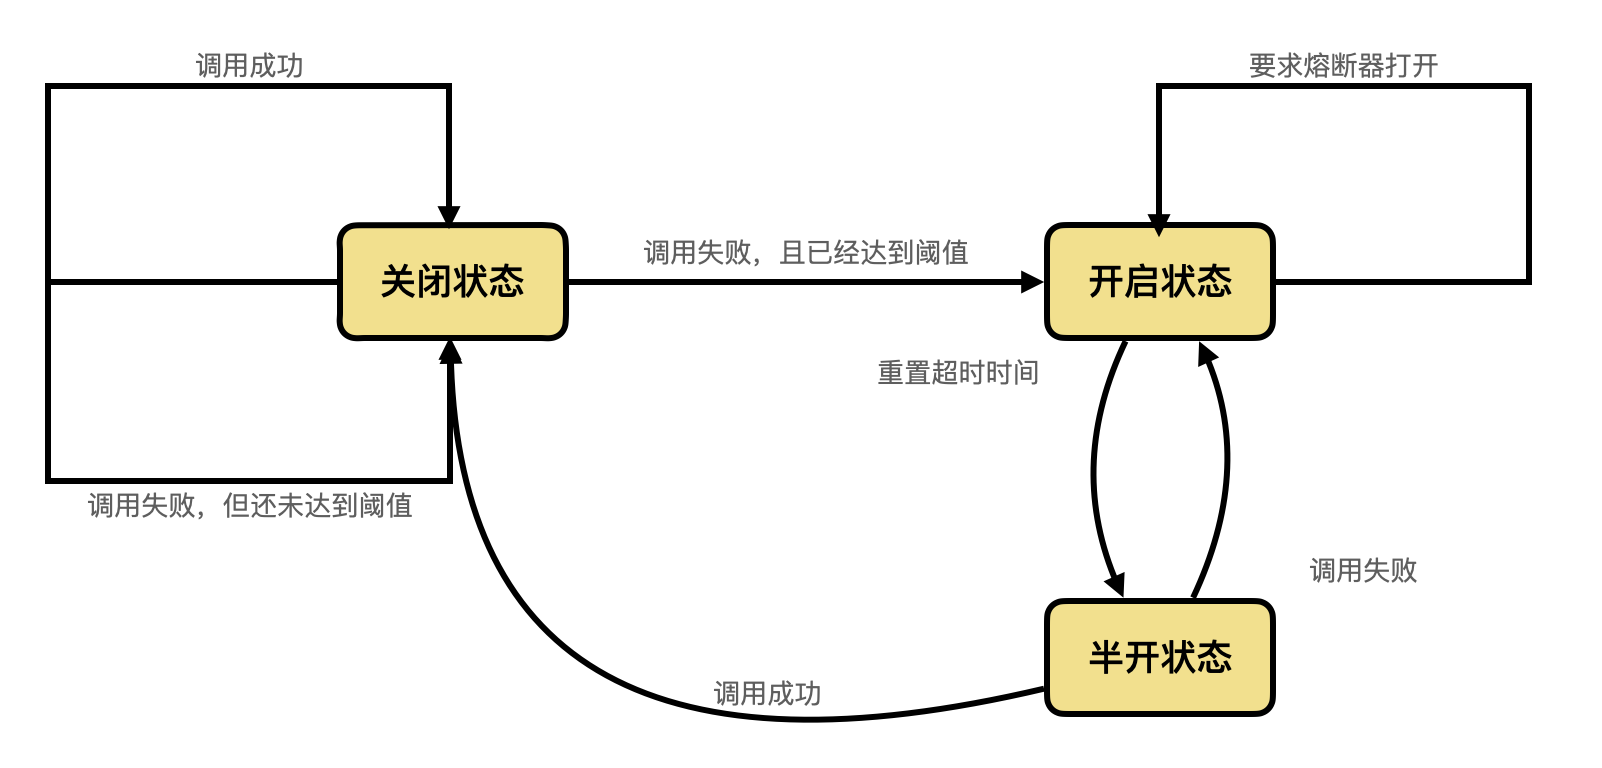 调用成功
要求熔断器打开
调用失败，且已经达到阈值
关闭状态
开启状态
重置超时时间
调用失败，但还未达到阈值
调用失败
半开状态
调用成功